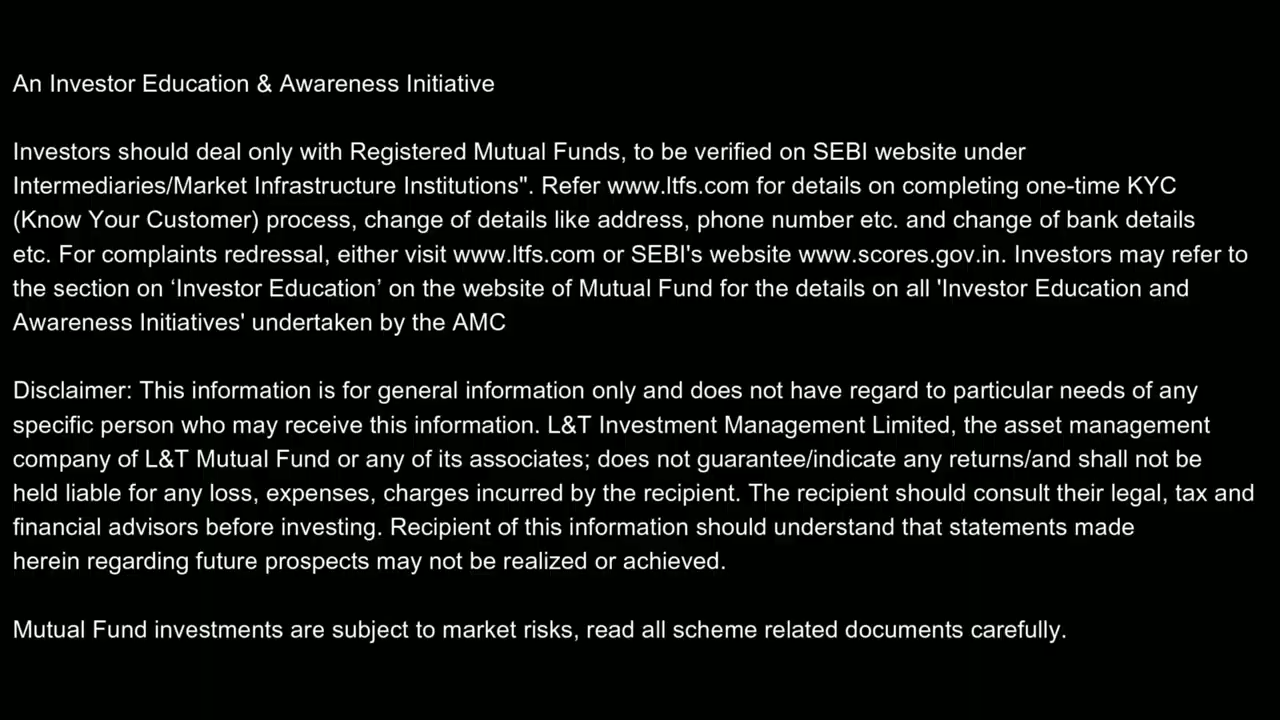 An Investor Education & Awareness Initiative
Investors should deal only with Registered Mutual Funds, to be verified on SEBI website under
Intermediaries/Market Infrastructure Institutions". Refer www.ltfs.com for details on completing one-time KYC
(Know Your Customer) process, change of details like address, phone number etc. and change of bank details
etc. For complaints redressal, either visit www.ltfs.com or SEBI's website www.scores.gov.in. Investors may refer to
the section on ‘Investor Education’ on the website of Mutual Fund for the details on all 'Investor Education and
Awareness Initiatives' undertaken by the AMC
Disclaimer: This information is for general information only and does not have regard to particular needs of any
specific person who may receive this information. L&T Investment Management Limited, the asset management
company of L&T Mutual Fund or any of its associates; does not guarantee/indicate any returns/and shall not be
held liable for any loss, expenses, charges incurred by the recipient. The recipient should consult their legal, tax and
financial advisors before investing. Recipient of this information should understand that statements made
herein regarding future prospects may not be realized or achieved.
Mutual Fund investments are subject to market risks, read all scheme related documents carefully.